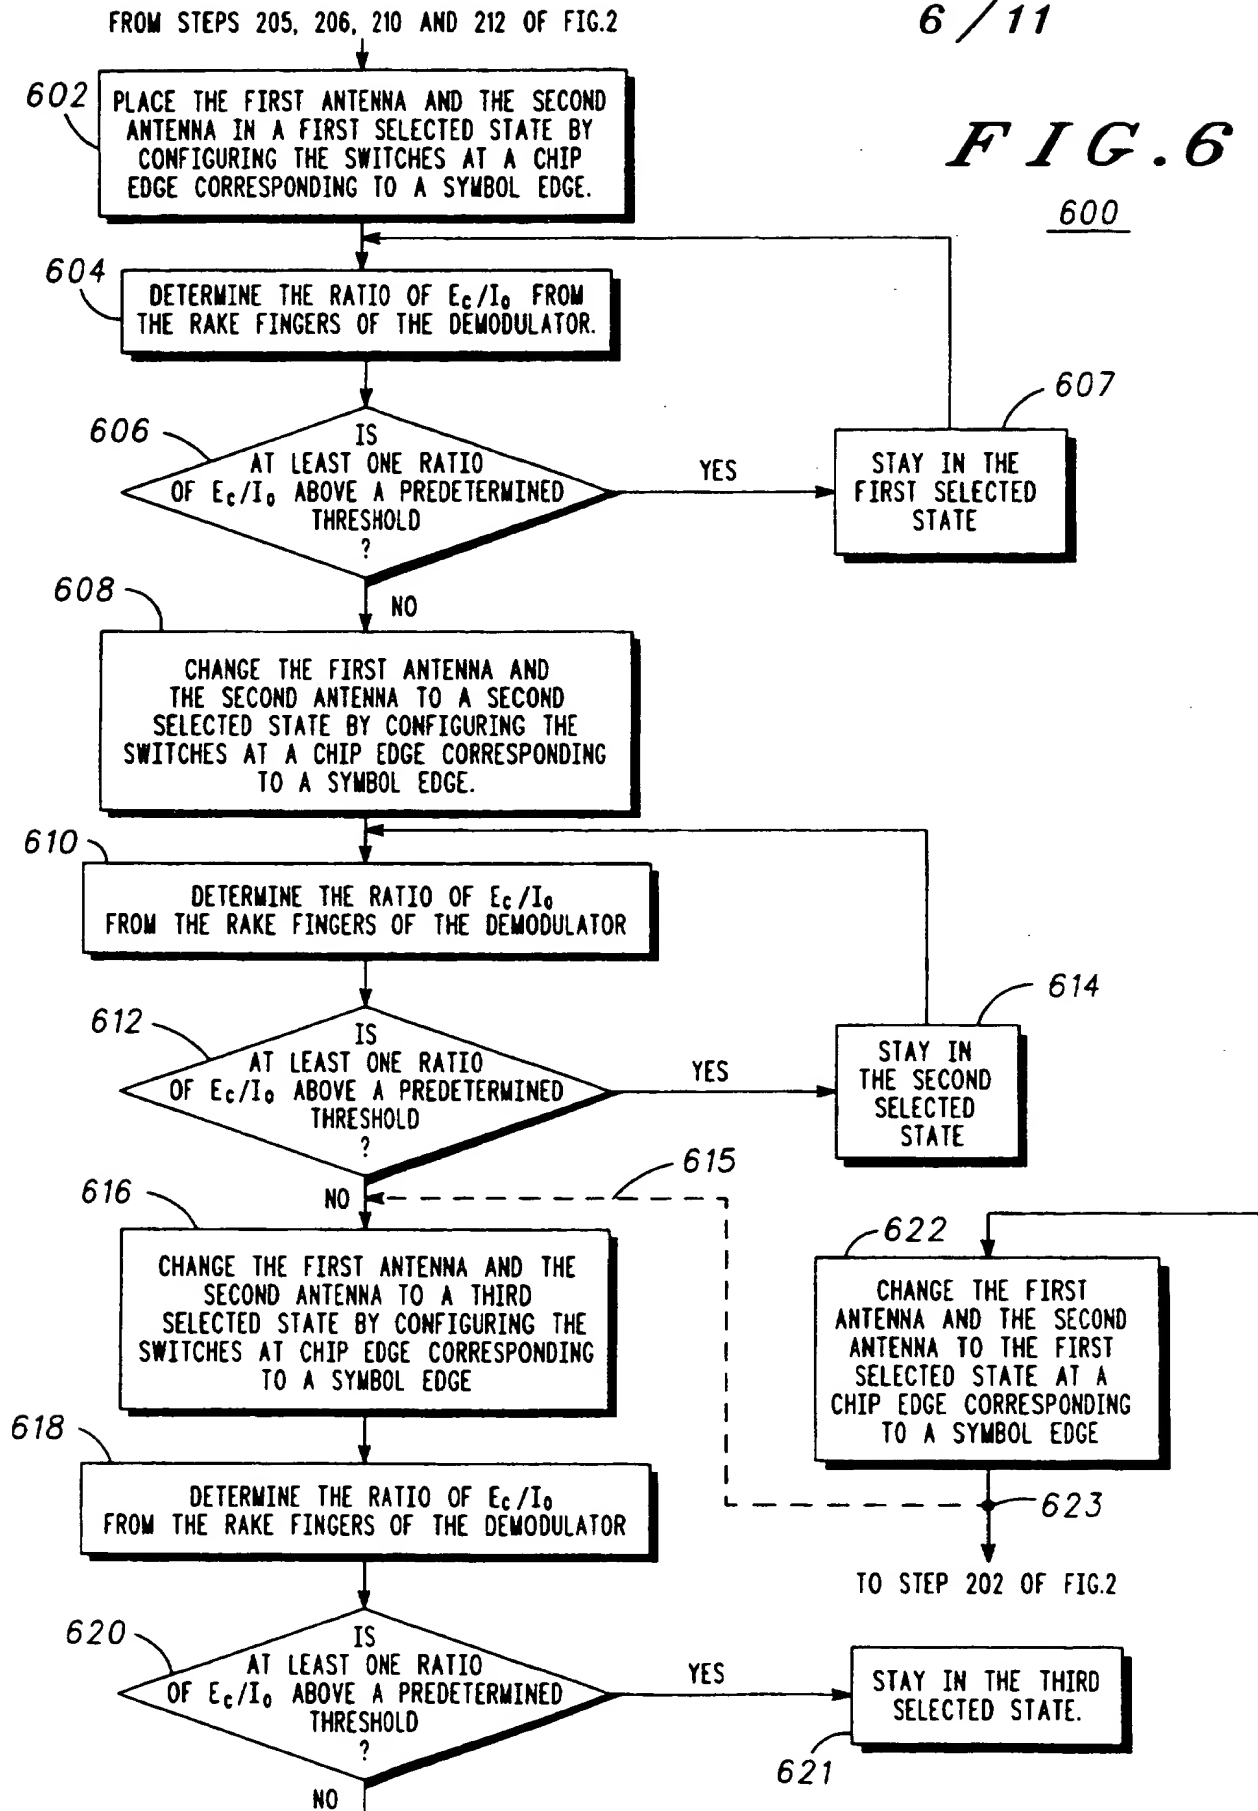 FROM STEPS 205, 206, 210 AND 212 OF FIG.2
6/11
FIG.6
600
602
PLACE THE FIRST ANTENNA AND THE SECOND
ANTENNA IN A FIRST SELECTED STATE BY
CONFIGURING THE SWITCHES AT A CHIP
EDGE CORRESPONDING TO A SYMBOL EDGE.
604
DETERMINE THE RATIO OF Ec/Io FROM
THE RAKE FINGERS OF THE DEMODULATOR.
606
IS
AT LEAST ONE RATIO
OF Ec/Io ABOVE A PREDETERMINED
THRESHOLD
?
YES
607
STAY IN THE
FIRST SELECTED
STATE
NO
608
CHANGE THE FIRST ANTENNA AND
THE SECOND ANTENNA TO A SECOND
SELECTED STATE BY CONFIGURING THE
SWITCHES AT A CHIP EDGE CORRESPONDING
TO A SYMBOL EDGE.
610
DETERMINE THE RATIO OF Ec/Io
FROM THE RAKE FINGERS OF THE DEMODULATOR
612
IS
AT LEAST ONE RATIO
OF Ec/Io ABOVE A PREDETERMINED
THRESHOLD
?
YES
614
STAY IN
THE SECOND
SELECTED
STATE
NO
615
616
CHANGE THE FIRST ANTENNA AND THE
SECOND ANTENNA TO A THIRD
SELECTED STATE BY CONFIGURING THE
SWITCHES AT CHIP EDGE CORRESPONDING
TO A SYMBOL EDGE
622
CHANGE THE FIRST
ANTENNA AND THE SECOND
ANTENNA TO THE FIRST
SELECTED STATE AT A
CHIP EDGE CORRESPONDING
TO A SYMBOL EDGE
623
TO STEP 202 OF FIG.2
618
DETERMINE THE RATIO OF Ec/Io
FROM THE RAKE FINGERS OF THE DEMODULATOR
620
IS
AT LEAST ONE RATIO
OF Ec/Io ABOVE A PREDETERMINED
THRESHOLD
?
YES
STAY IN THE THIRD
SELECTED STATE.
621
NO